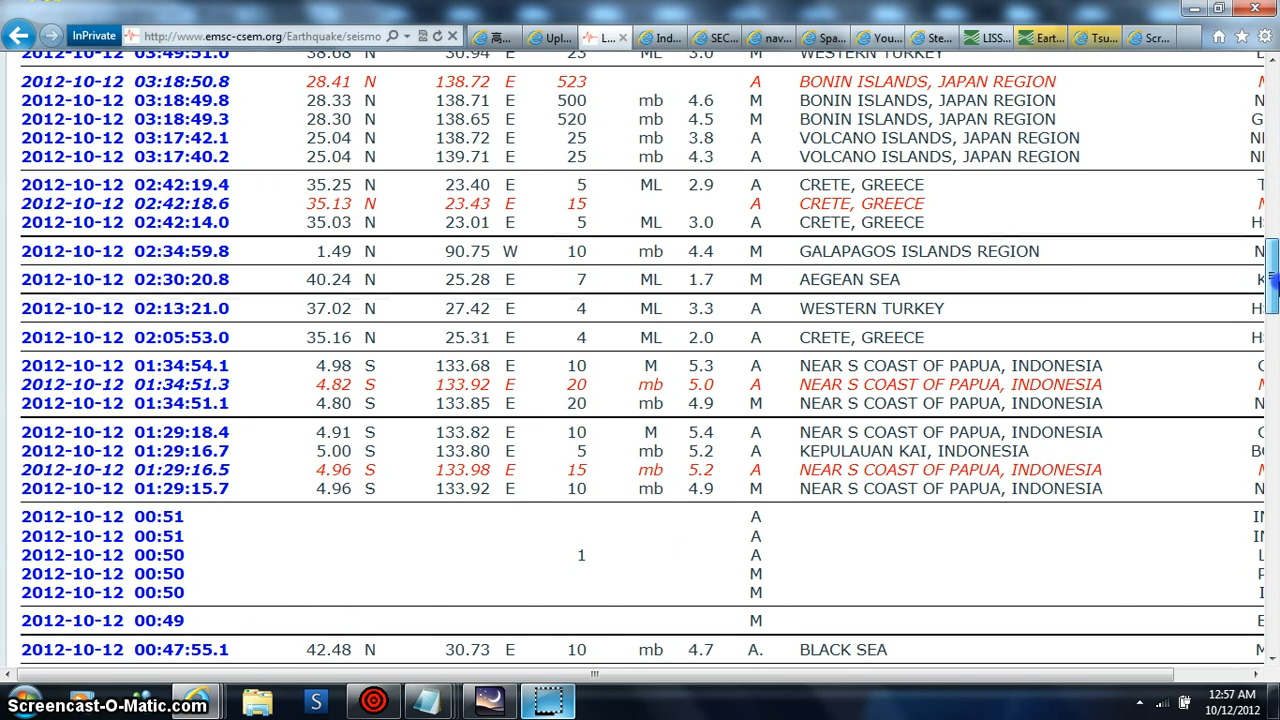 InPrivate http://www.emsc-csem.org/Earthquake/seismo 高... Upl... L... Ind... SEC... nav... Spa... You... Ste... LISS... Eart... Tsu... Scr...
2012-10-12 03:49:51.0 38.68 N 30.94 E 23 ML 3.0 M WESTERN TURKEY
2012-10-12 03:18:50.8 28.41 N 138.72 E 523 A BONIN ISLANDS, JAPAN REGION
2012-10-12 03:18:49.8 28.33 N 138.71 E 500 mb 4.6 M BONIN ISLANDS, JAPAN REGION
2012-10-12 03:18:49.3 28.30 N 138.65 E 520 mb 4.5 M BONIN ISLANDS, JAPAN REGION G
2012-10-12 03:17:42.1 25.04 N 138.72 E 25 mb 3.8 A VOLCANO ISLANDS, JAPAN REGION
2012-10-12 03:17:40.2 25.04 N 139.71 E 25 mb 4.3 A VOLCANO ISLANDS, JAPAN REGION
2012-10-12 02:42:19.4 35.25 N 23.40 E 5 ML 2.9 A CRETE, GREECE
2012-10-12 02:42:18.6 35.13 N 23.43 E 15 A CRETE, GREECE
2012-10-12 02:42:14.0 35.03 N 23.01 E 5 ML 3.0 A CRETE, GREECE
2012-10-12 02:34:59.8 1.49 N 90.75 W 10 mb 4.4 M GALAPAGOS ISLANDS REGION
2012-10-12 02:30:20.8 40.24 N 25.28 E 7 ML 1.7 M AEGEAN SEA
2012-10-12 02:13:21.0 37.02 N 27.42 E 4 ML 3.3 A WESTERN TURKEY
2012-10-12 02:05:53.0 35.16 N 25.31 E 4 ML 2.0 A CRETE, GREECE
2012-10-12 01:34:54.1 4.98 S 133.68 E 10 M 5.3 A NEAR S COAST OF PAPUA, INDONESIA
2012-10-12 01:34:51.3 4.82 S 133.92 E 20 mb 5.0 A NEAR S COAST OF PAPUA, INDONESIA
2012-10-12 01:34:51.1 4.80 S 133.85 E 20 mb 4.9 M NEAR S COAST OF PAPUA, INDONESIA
2012-10-12 01:29:18.4 4.91 S 133.82 E 10 M 5.4 A NEAR S COAST OF PAPUA, INDONESIA
2012-10-12 01:29:16.7 5.00 S 133.80 E 5 mb 5.2 A KEPULAUAN KAI, INDONESIA
2012-10-12 01:29:16.5 4.96 S 133.98 E 15 mb 5.2 A NEAR S COAST OF PAPUA, INDONESIA
2012-10-12 01:29:15.7 4.96 S 133.92 E 10 mb 4.9 M NEAR S COAST OF PAPUA, INDONESIA
2012-10-12 00:51 A
2012-10-12 00:51 A
2012-10-12 00:50 1 A
2012-10-12 00:50 M
2012-10-12 00:50 M
2012-10-12 00:49 M
2012-10-12 00:47:55.1 42.48 N 30.73 E 10 mb 4.7 A. BLACK SEA
S
12:57 AM
Screencast-O-Matic.com
10/12/2012